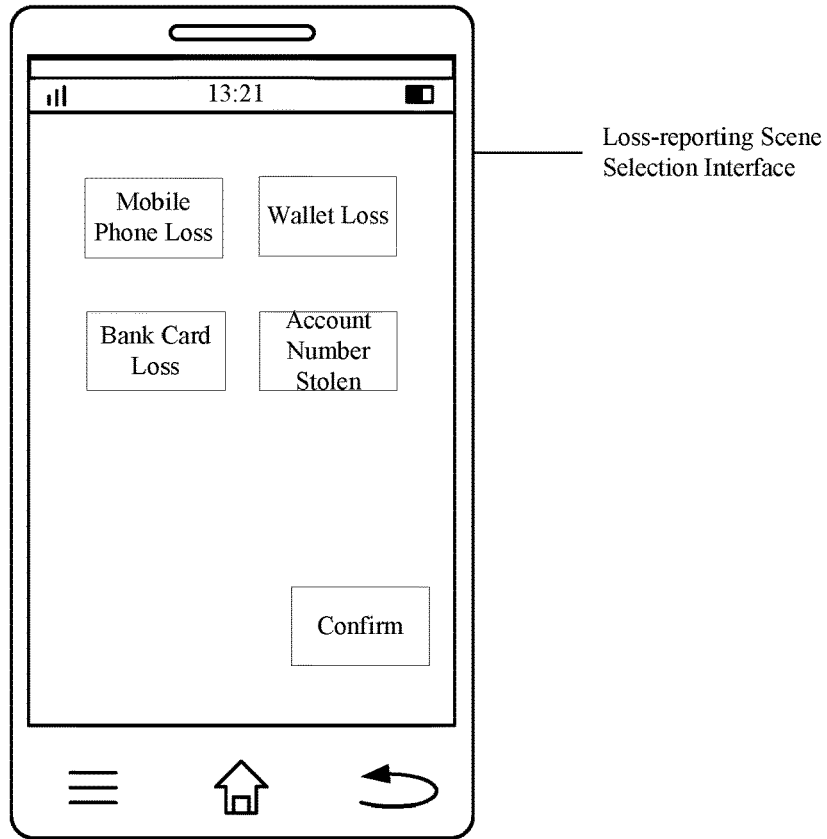 13:21
Loss-reporting Scene
Selection Interface
Mobile
Phone Loss
Wallet Loss
Bank Card
Loss
Account
Number
Stolen
Confirm